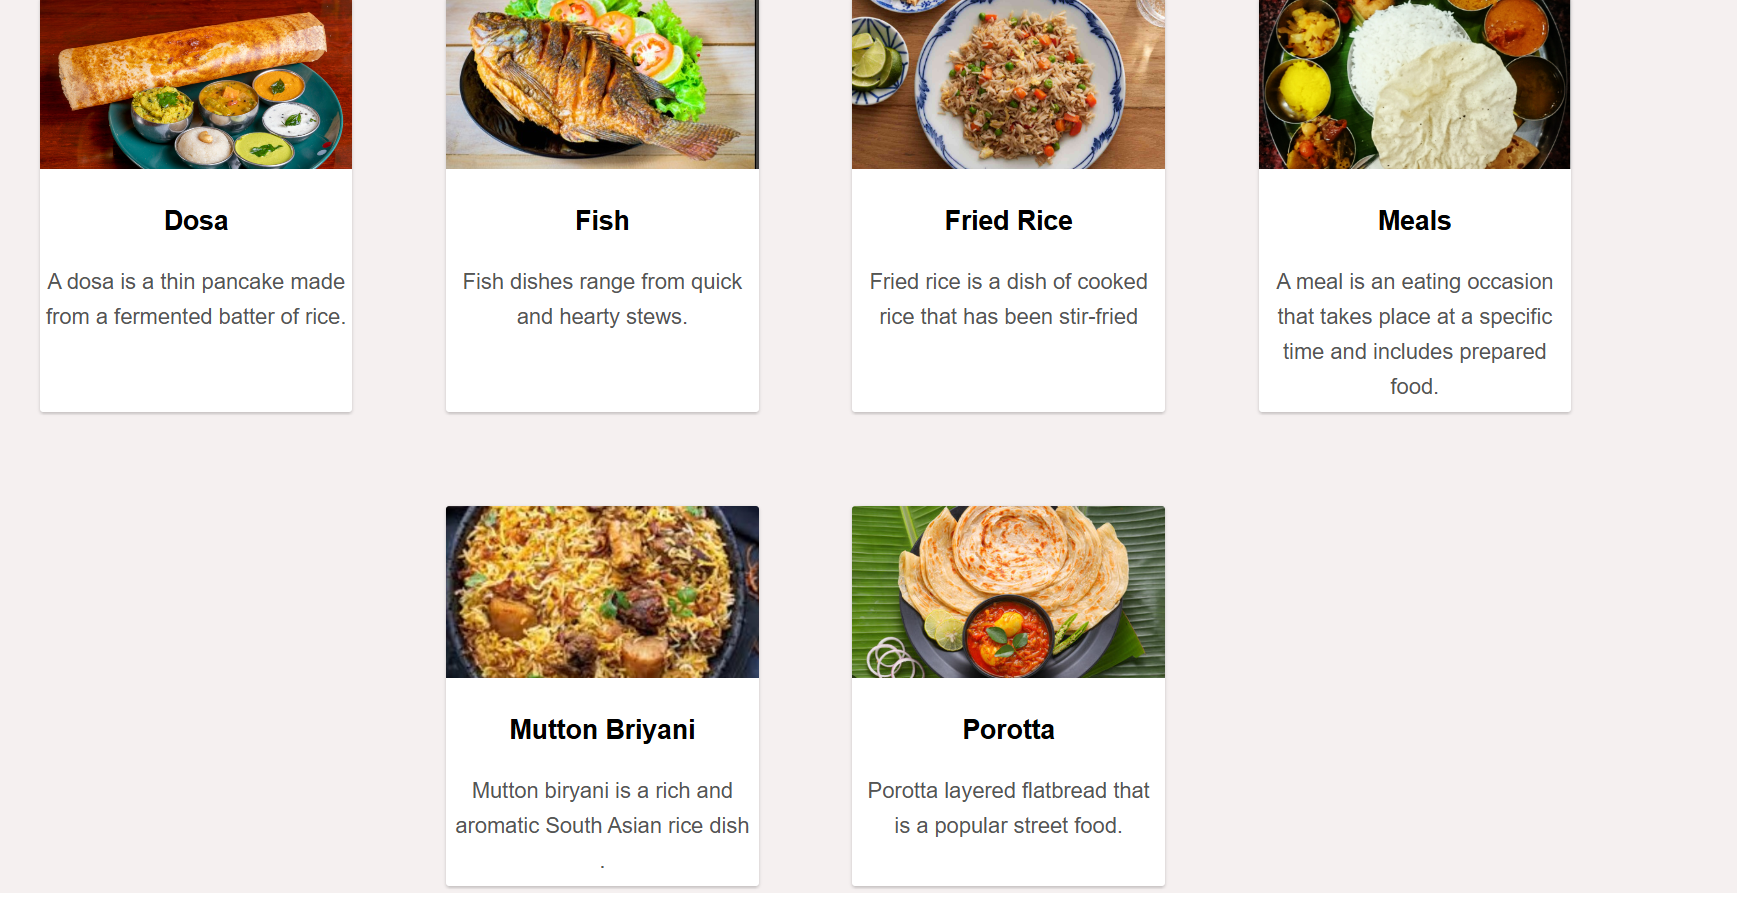 Dosa
A dosa is a thin pancake made
from a fermented batter of rice.
Fish
Fish dishes range from quick
and hearty stews.
Fried Rice
Fried rice is a dish of cooked
rice that has been stir-fried
Meals
A meal is an eating occasion
that takes place at a specific
time and includes prepared
food.
Mutton Briyani
Mutton biryani is a rich and
aromatic South Asian rice dish
.
Porotta
Porotta layered flatbread that
is a popular street food.